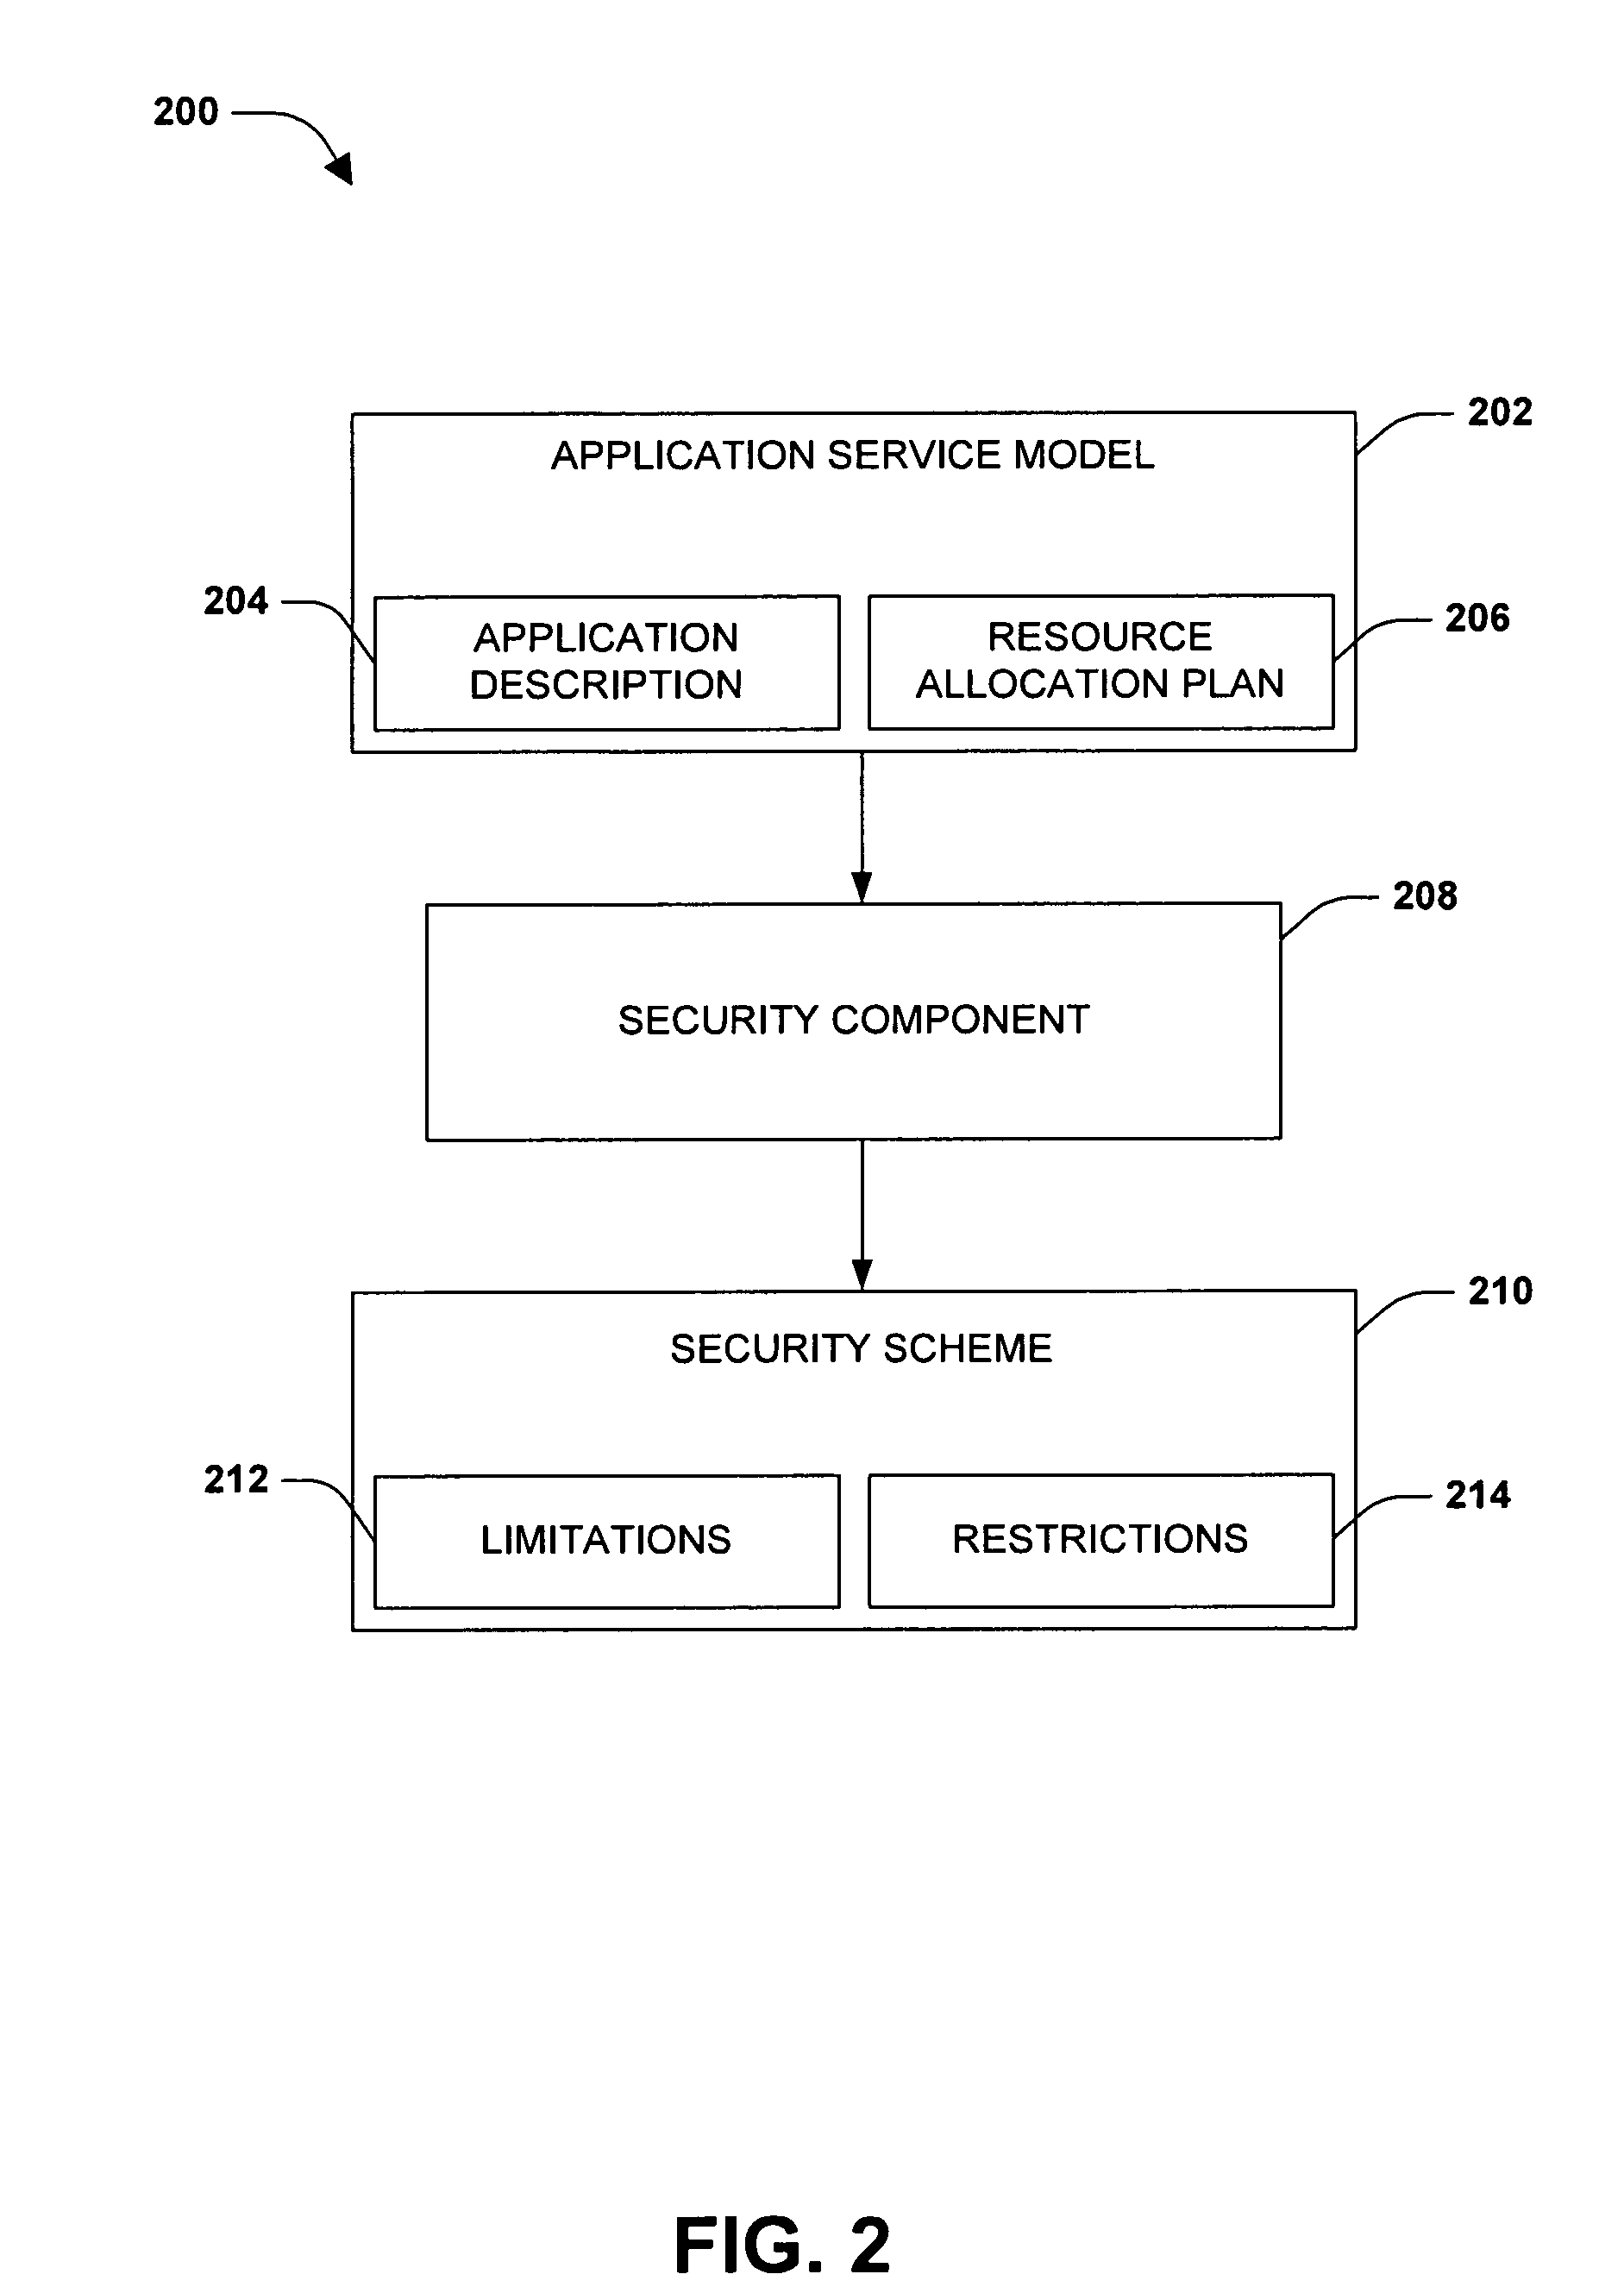 200
202
APPLICATION SERVICE MODEL
204
APPLICATION
DESCRIPTION
RESOURCE
ALLOCATION PLAN
206
208
SECURITY COMPONENT
210
SECURITY SCHEME
212
LIMITATIONS
RESTRICTIONS
214
FIG. 2